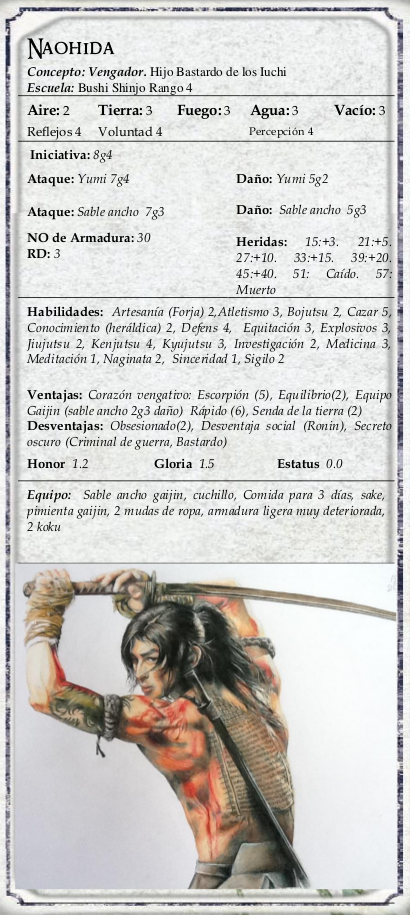 Naohida
Concepto: Vengador. Hijo Bastardo de los Iuchi
Escuela: Bushi Shinjo Rango 4
Aire: 2 Tierra: 3 Fuego: 3 Agua: 3 Vacío: 3
Reflejos 4 Voluntad 4 Percepción 4
Iniciativa: 8g4
Ataque: Yumi 7g4 Daño: Yumi 5g2
Ataque: Sable ancho 7g3 Daño: Sable ancho 5g3
NO de Armadura: 30
RD: 3
Heridas: 15:+3. 21:+5.
27:+10. 33:+15. 39:+20.
45:+40. 51: Caído. 57:
Muerto
Habilidades: Artesanía (Forja) 2,Atletismo 3, Bojutsu 2, Cazar 5,
Conocimiento (heráldica) 2, Defens 4, Equitación 3, Explosivos 3,
Jiujutsu 2, Kenjutsu 4, Kyujutsu 3, Investigación 2, Medicina 3,
Meditación 1, Naginata 2, Sinceridad 1, Sigilo 2
Ventajas: Corazón vengativo: Escorpión (5), Equilibrio(2), Equipo
Gaijin (sable ancho 2g3 daño) Rápido (6), Senda de la tierra (2)
Desventajas: Obsesionado(2), Desventaja social (Ronin), Secreto
oscuro (Criminal de guerra, Bastardo)
Honor 1.2 Gloria 1.5 Estatus 0.0
Equipo: Sable ancho gaijin, cuchillo, Comida para 3 días, sake,
pimienta gaijin, 2 mudas de ropa, armadura ligera muy deteriorada,
2 koku